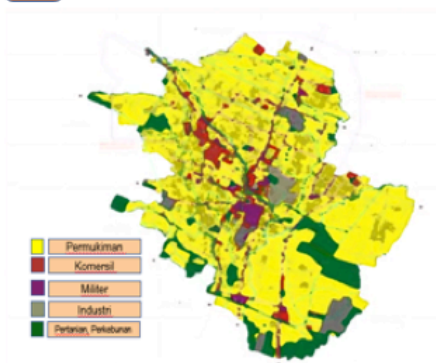 Permukiman
Komersil
Militer
Industri
Pertanian, Perkebunan